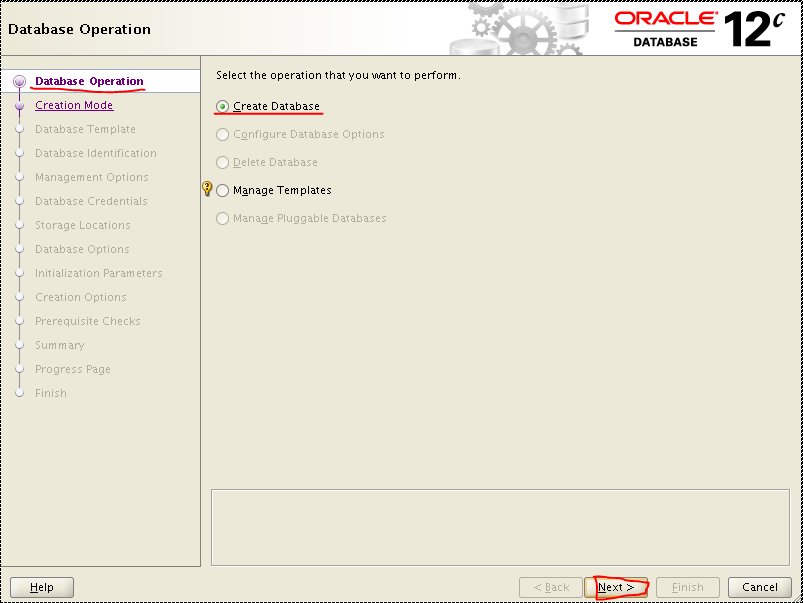 Database Operation
ORACLE®
DATABASE
12c
Database Operation
Creation Mode
Database Template
Database Identification
Management Options
Database Credentials
Storage Locations
Database Options
Initialization Parameters
Creation Options
Prerequisite Checks
Summary
Progress Page
Finish
Select the operation that you want to perform.
Create Database
Configure Database Options
Delete Database
Manage Templates
Manage Pluggable Databases
Help
< Back
Next >
Finish
Cancel